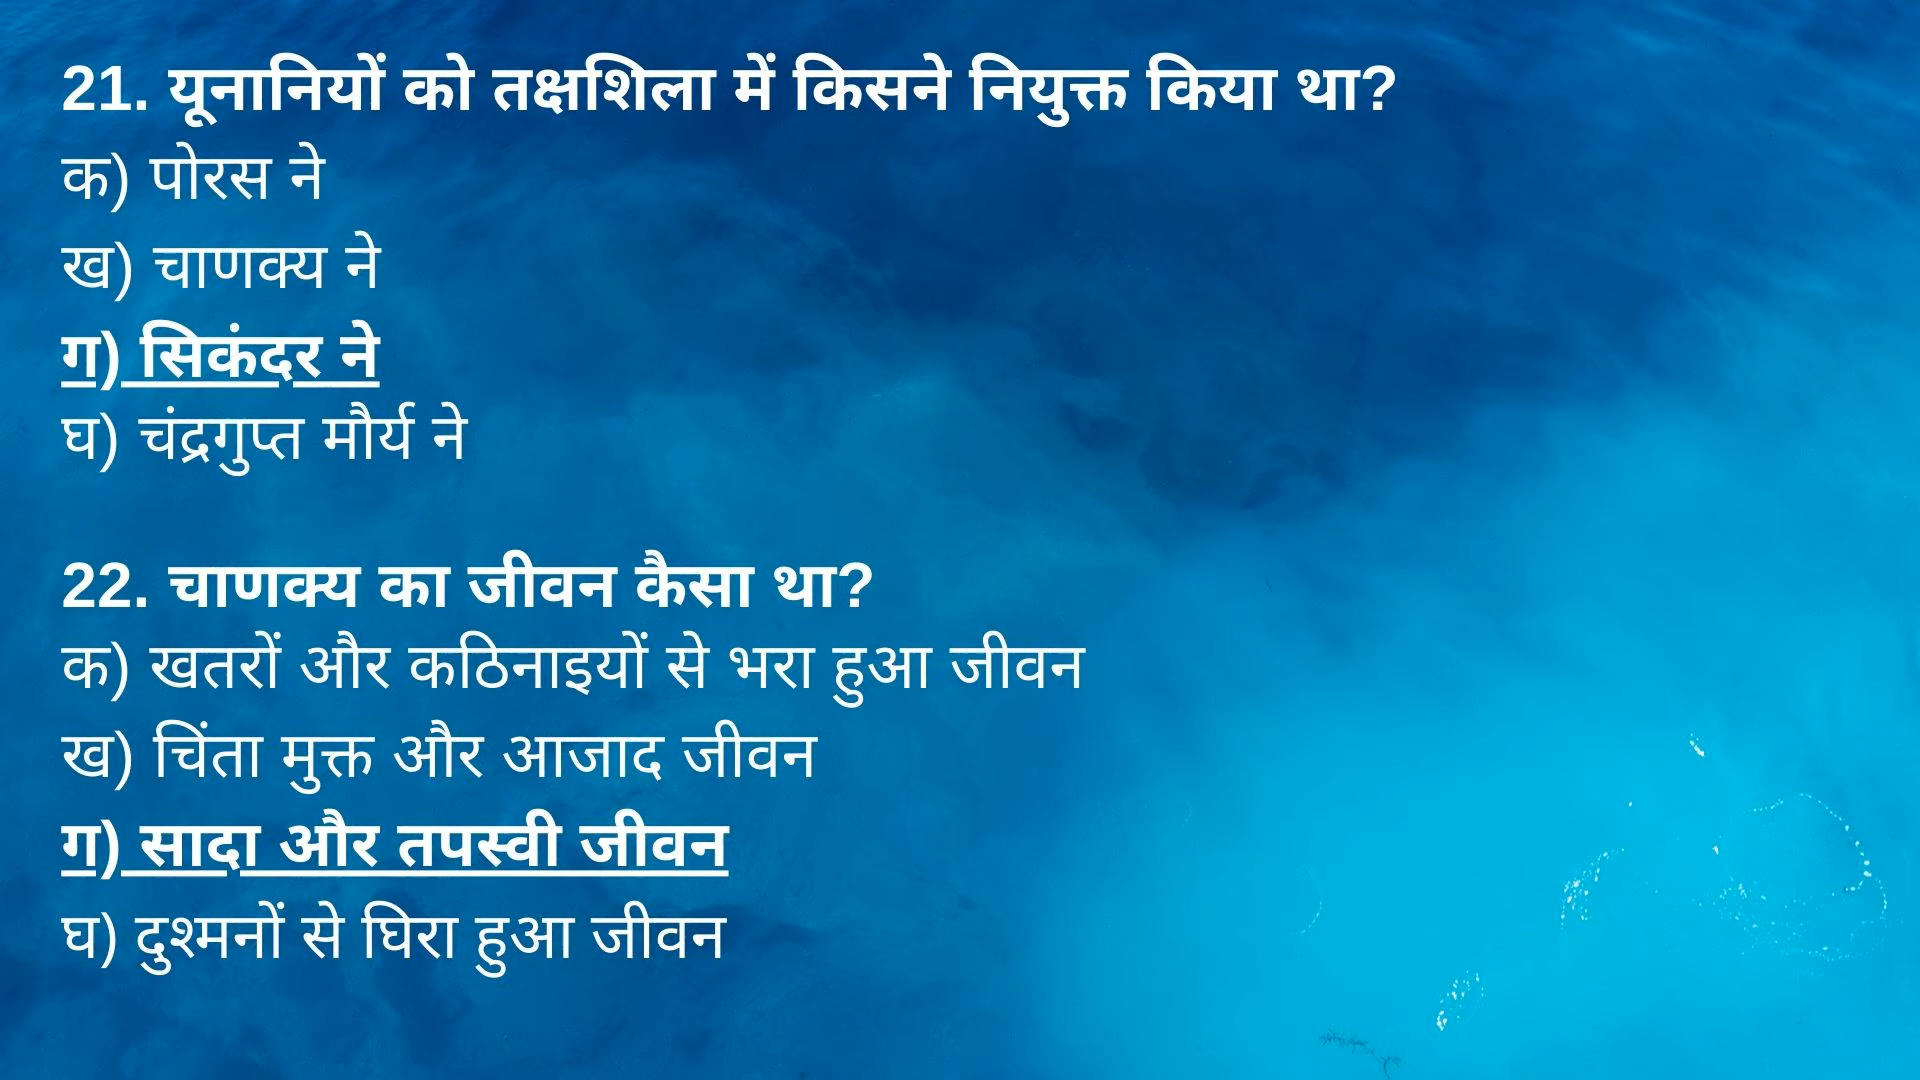 21. यूनानियों को तक्षशिला में किसने नियुक्त किया था?
क) पोरस ने
ख) चाणक्य ने
ग) सिकंदर ने
घ) चंद्रगुप्त मौर्य ने
22. चाणक्य का जीवन कैसा था?
क) खतरों और कठिनाइयों से भरा हुआ जीवन
ख) चिंता मुक्त और आजाद जीवन
ग) सादा और तपस्वी जीवन
घ) दुश्मनों से घिरा हुआ जीवन